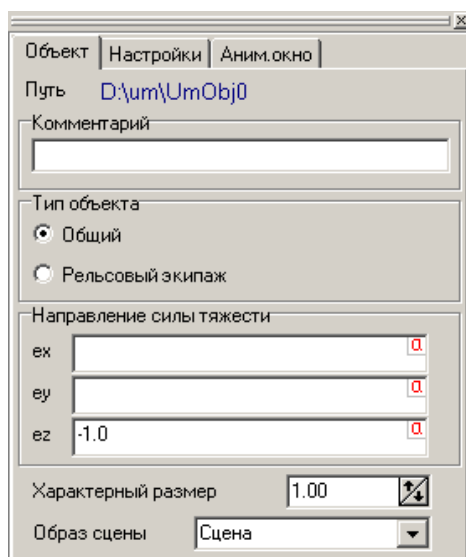 Объект Настройки Аним.окно
Путь D:\um\UmObj0
Комментарий
Тип объекта
Общий
Рельсовый экипаж
Направление силы тяжести
ex
ey
ez -1.0
Характерный размер 1.00
Образ сцены Сцена